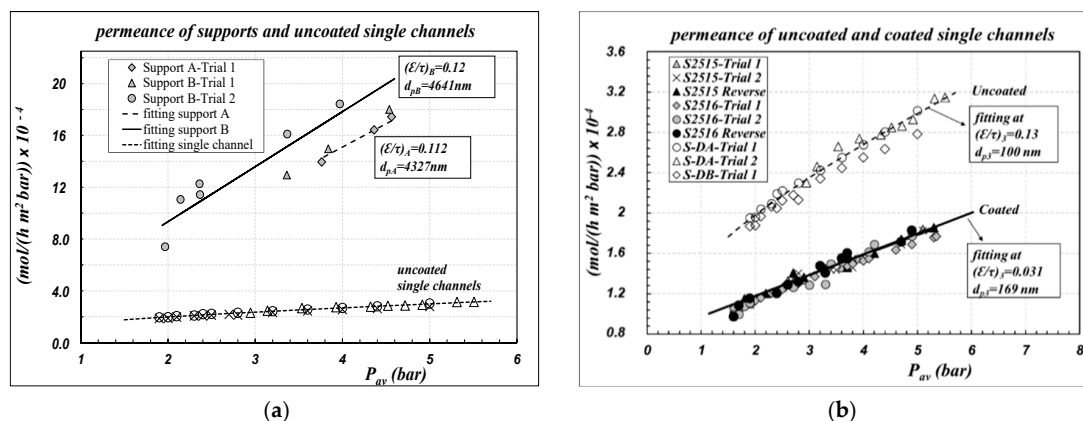 permeance of supports and uncoated single channels
(mol/(h m² bar)) x 10 ⁻⁴
20
16
12
8.0
4.0
0.0
Support A-Trial 1
Support B-Trial 1
Support B-Trial 2
fitting support A
fitting support B
fitting single channel
(Ɛ/τ)B=0.12
dpB=4641nm
(Ɛ/τ)A=0.112
dpA=4327nm
uncoated
single channels
1 2 3 4 5 6
Pav (bar)
(a)
permeance of uncoated and coated single channels
(mol/(h m² bar)) x 10⁻⁴
3.6
3.2
2.8
2.4
2
1.6
1.2
0.8
S2515-Trial 1
S2515-Trial 2
S2515 Reverse
S2516-Trial 1
S2516-Trial 2
S2516 Reverse
S-DA-Trial 1
S-DA-Trial 2
S-DB-Trial 1
Uncoated
fitting at
(Ɛ/τ)3=0.13
dp3=100 nm
Coated
fitting at
(Ɛ/τ)3=0.031
dp3=169 nm
0 1 2 3 4 5 6 7 8
Pav (bar)
(b)